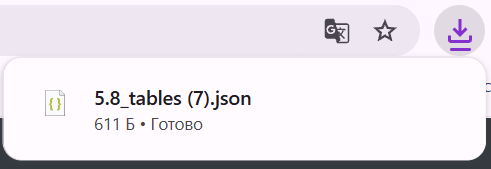 5.8_tables (7).json
611 Б • Готово